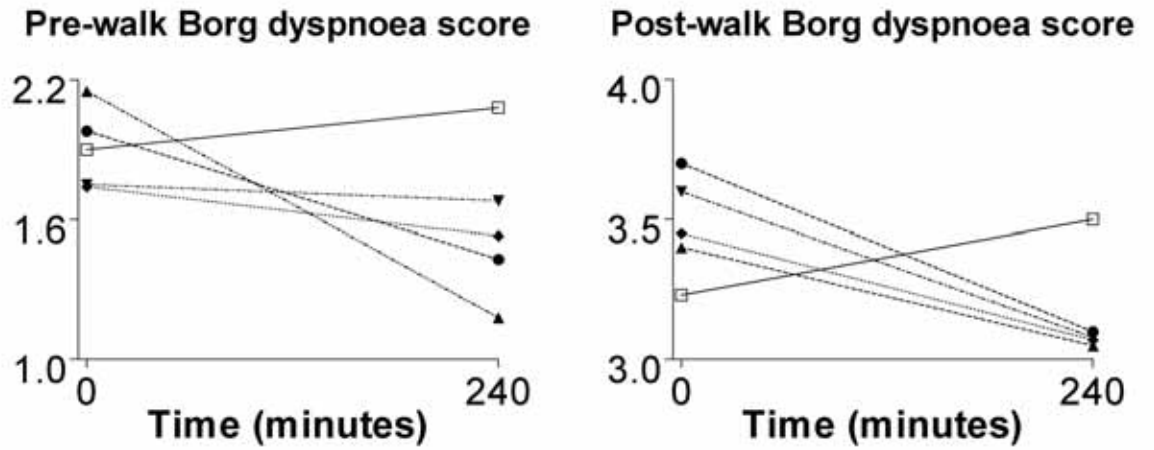 Pre-walk Borg dyspnoea score
2.2
1.6
1.0
0 240
Time (minutes)
Post-walk Borg dyspnoea score
4.0
3.5
3.0
0 240
Time (minutes)